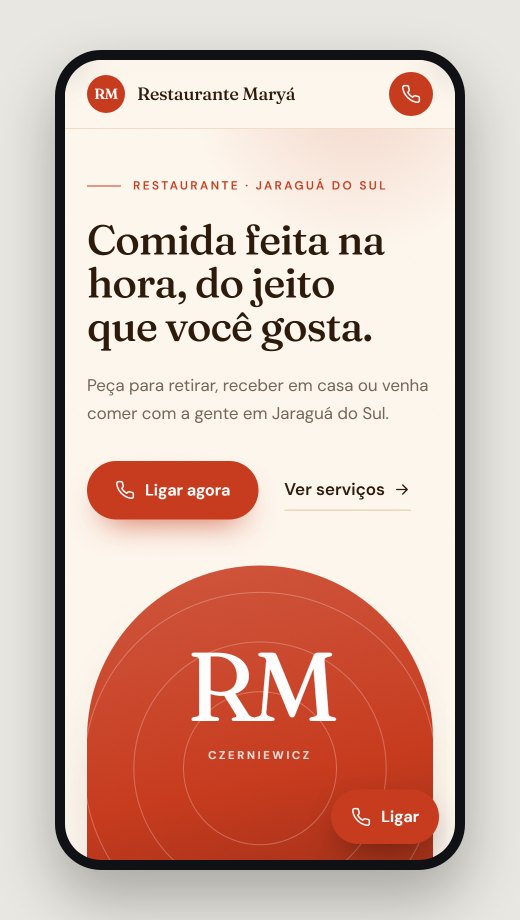 RM Restaurante Maryá
RESTAURANTE · JARAGUÁ DO SUL
Comida feita na
hora, do jeito
que você gosta.
Peça para retirar, receber em casa ou venha
comer com a gente em Jaraguá do Sul.
Ligar agora
Ver serviços →
RM
CZERNIEWICZ
Ligar